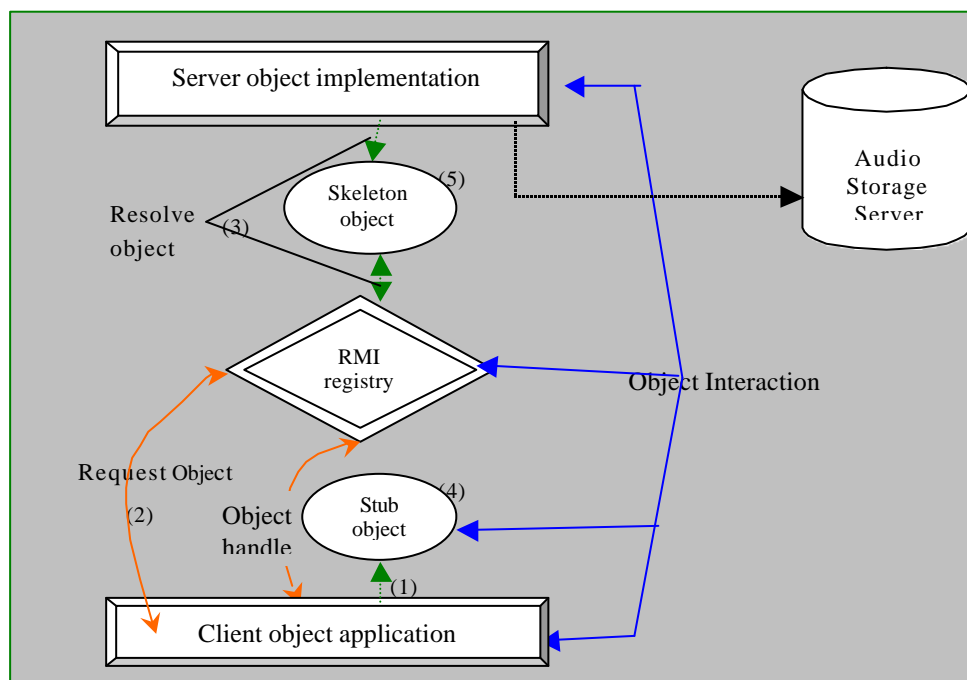 Server object implementation
Audio
Storage
Server
(5)
Skeleton
object
Resolve
object
(3)
RMI
registry
Object Interaction
Request Object
(2)
(4)
Stub
object
Object
handle
(1)
Client object application